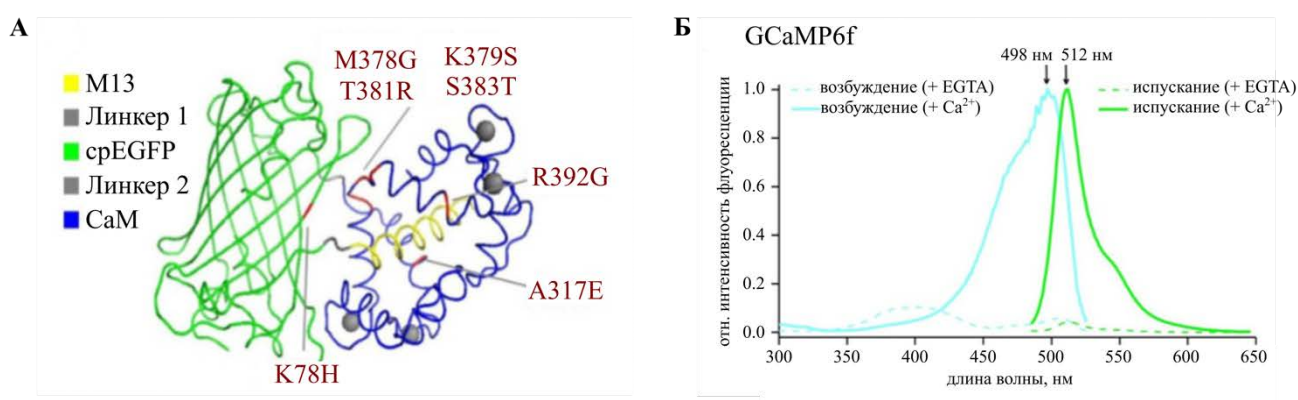 А
M378G
T381R
K379S
S383T
M13
Линкер 1
cpEGFP
Линкер 2
CaM
R392G
A317E
K78H
Б
GCaMP6f
498 нм
512 нм
возбуждение (+ EGTA)
возбуждение (+ Ca²⁺)
испускание (+ EGTA)
испускание (+ Ca²⁺)
отн. интенсивность флуоресценции
1.0
0.8
0.6
0.4
0.2
0.0
300
350
400
450
500
550
600
650
длина волны, нм